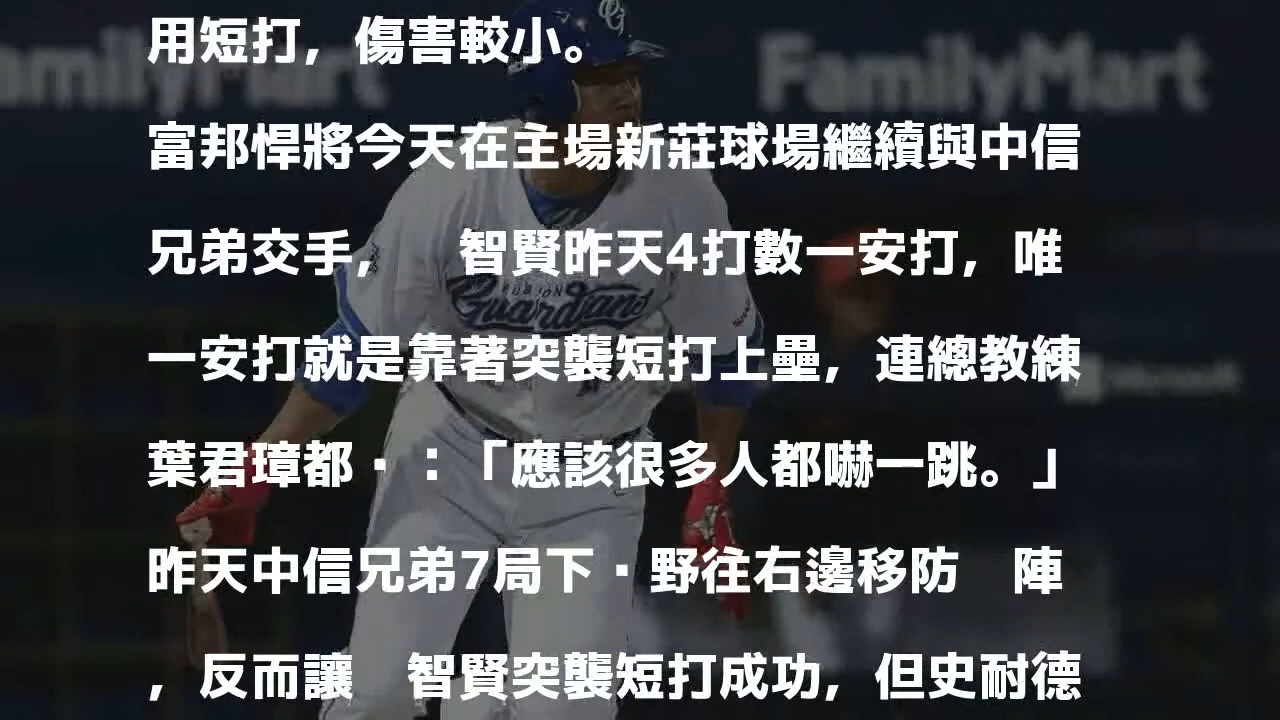 用短打，傷害較小。
富邦悍將今天在主場新莊球場繼續與中信
兄弟交手，　智賢昨天4打數一安打，唯
一安打就是靠著突襲短打上壘，連總教練
葉君璋都·：「應該很多人都嚇一跳。」
昨天中信兄弟7局下·野往右邊移防　陣
，反而讓　智賢突襲短打成功，但史耐德
FamilyMart
FamilyMart
FUBON
Guardians
Microsoft